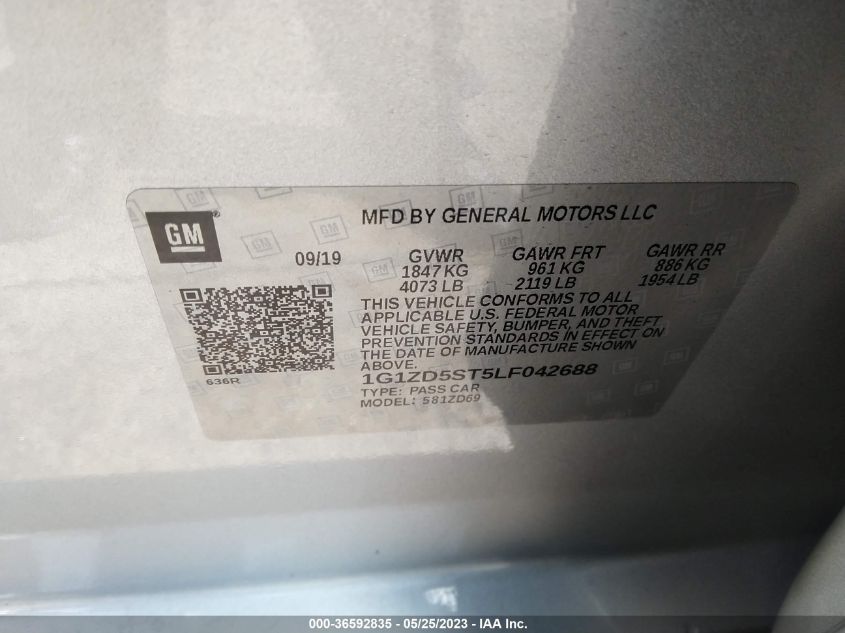 GM
MFD BY GENERAL MOTORS LLC
09/19 GVWR GAWR FRT GAWR RR
1847 KG 961 KG 886 KG
4073 LB 2119 LB 1954 LB
THIS VEHICLE CONFORMS TO ALL
APPLICABLE U.S. FEDERAL MOTOR
VEHICLE SAFETY, BUMPER, AND THEFT
PREVENTION STANDARDS IN EFFECT ON
THE DATE OF MANUFACTURE SHOWN
ABOVE.
636R
1G1ZD5ST5LF042688
TYPE: PASS CAR
MODEL: 581ZD69
000-36592835 - 05/25/2023 - © IAA, Inc.